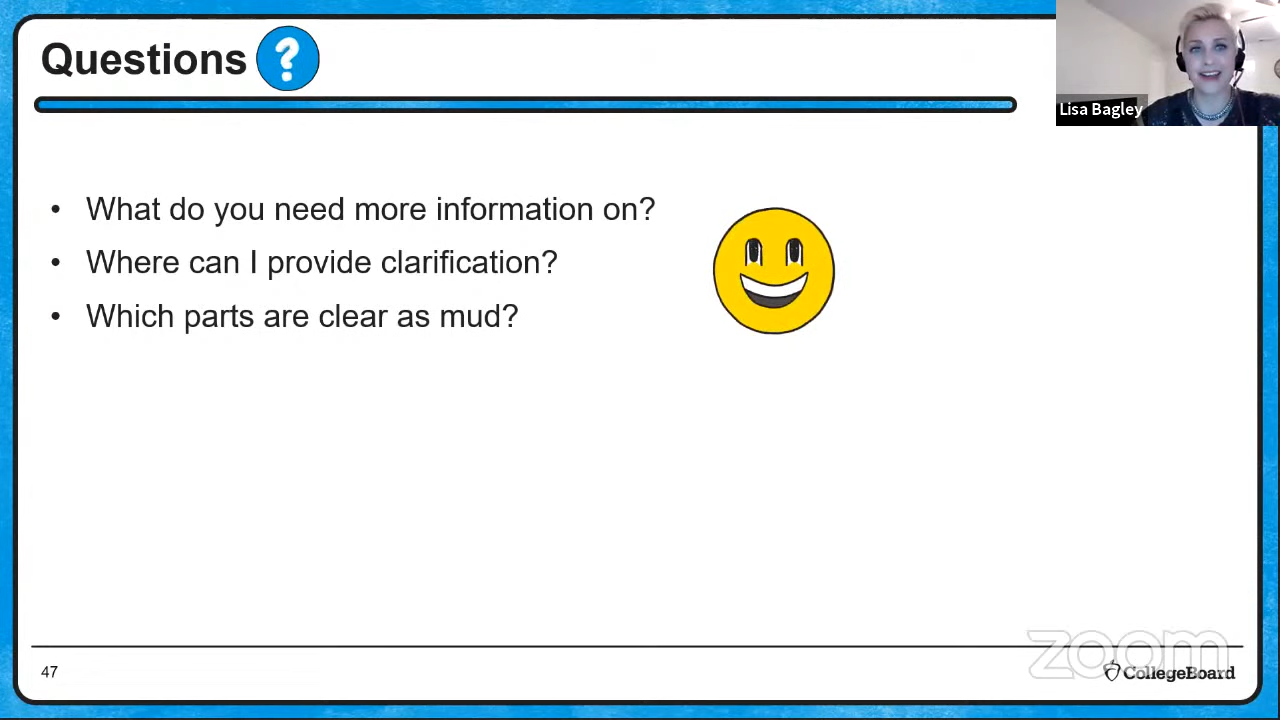 Questions ?
Lisa Bagley
• What do you need more information on?
• Where can I provide clarification?
• Which parts are clear as mud?
zoom
47
CollegeBoard